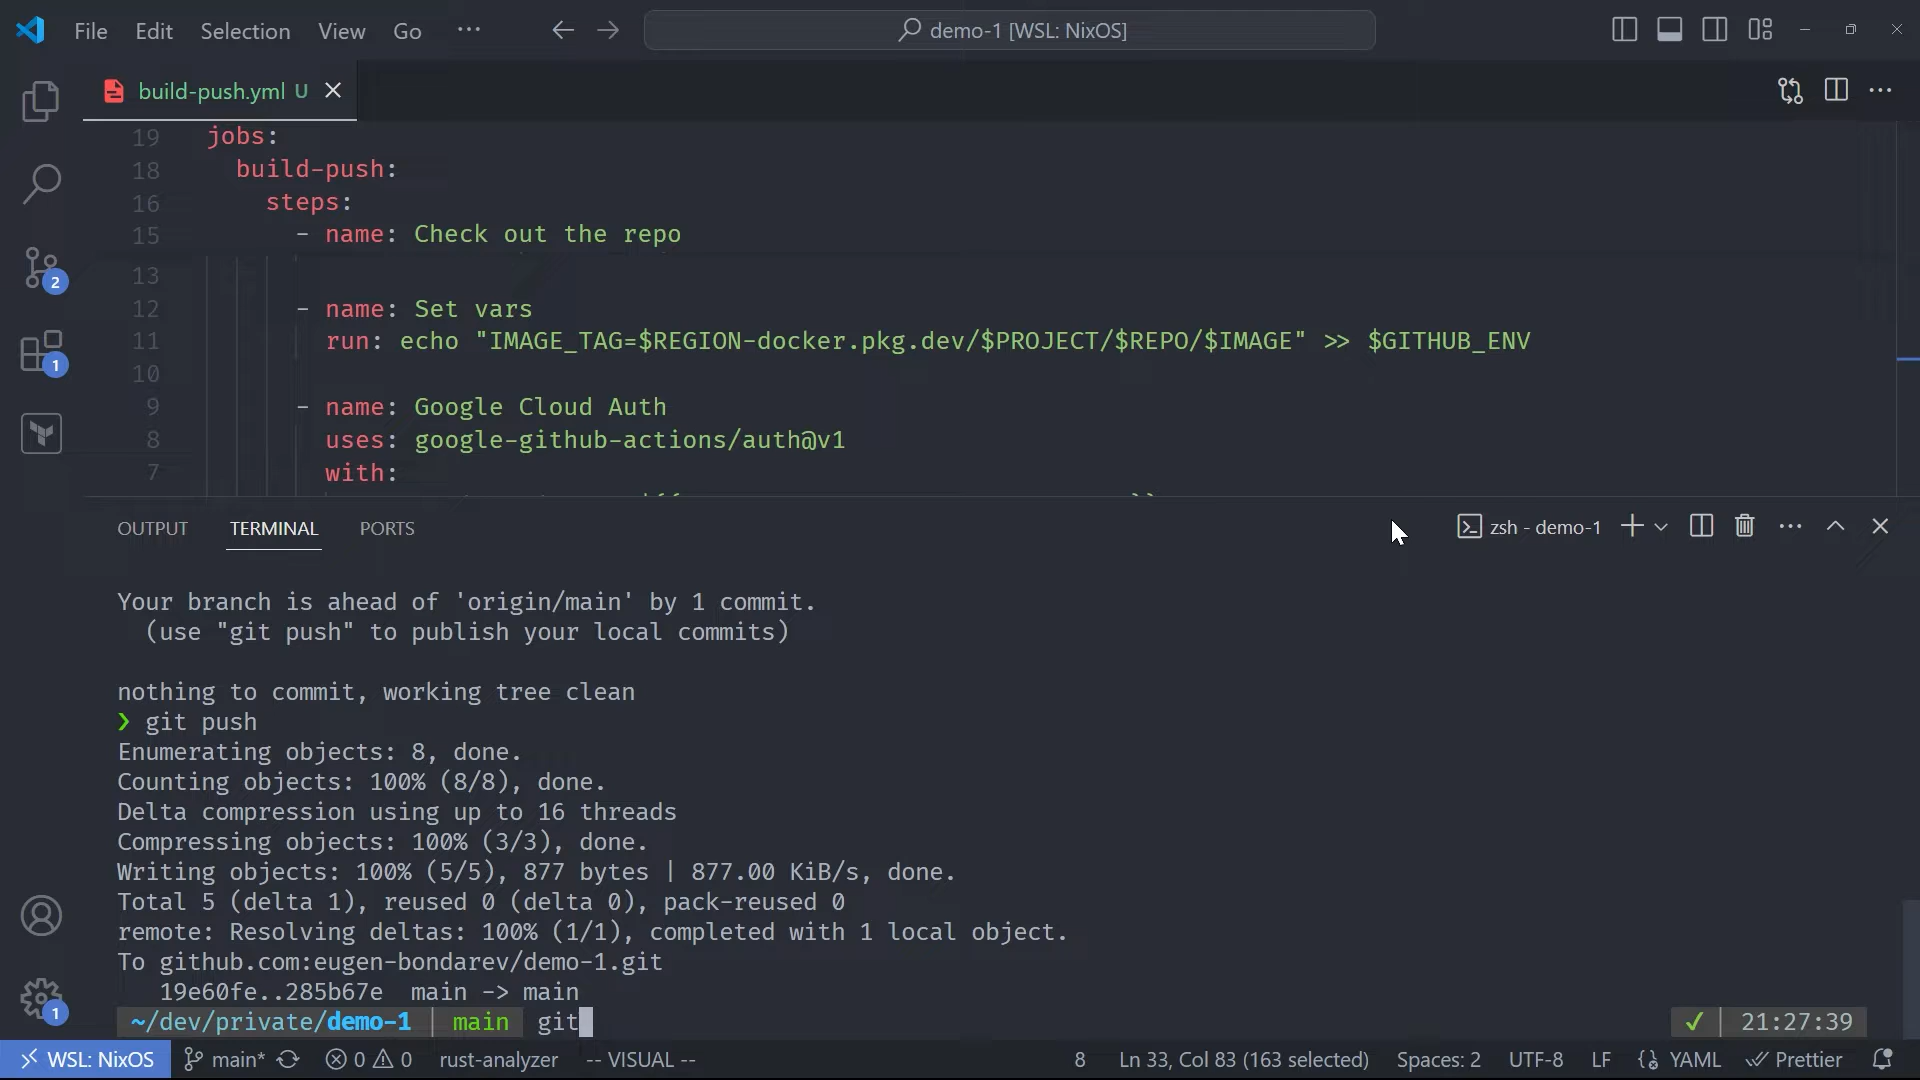 File Edit Selection View Go ··· demo-1 [WSL: NixOS]
build-push.yml U
19 jobs:
18 build-push:
16 steps:
15 - name: Check out the repo
13
12 - name: Set vars
11 run: echo "IMAGE_TAG=$REGION-docker.pkg.dev/$PROJECT/$REPO/$IMAGE" >> $GITHUB_ENV
10
9 - name: Google Cloud Auth
8 uses: google-github-actions/auth@v1
7 with:
2
1
OUTPUT TERMINAL PORTS zsh - demo-1
Your branch is ahead of 'origin/main' by 1 commit.
(use "git push" to publish your local commits)
nothing to commit, working tree clean
❯ git push
Enumerating objects: 8, done.
Counting objects: 100% (8/8), done.
Delta compression using up to 16 threads
Compressing objects: 100% (3/3), done.
Writing objects: 100% (5/5), 877 bytes | 877.00 KiB/s, done.
Total 5 (delta 1), reused 0 (delta 0), pack-reused 0
remote: Resolving deltas: 100% (1/1), completed with 1 local object.
To github.com:eugen-bondarev/demo-1.git
19e60fe..285b67e main -> main
~/dev/private/demo-1 | main git ✓ | 21:27:39
1
WSL: NixOS main* 0 0 rust-analyzer -- VISUAL -- 8 Ln 33, Col 83 (163 selected) Spaces: 2 UTF-8 LF YAML Prettier